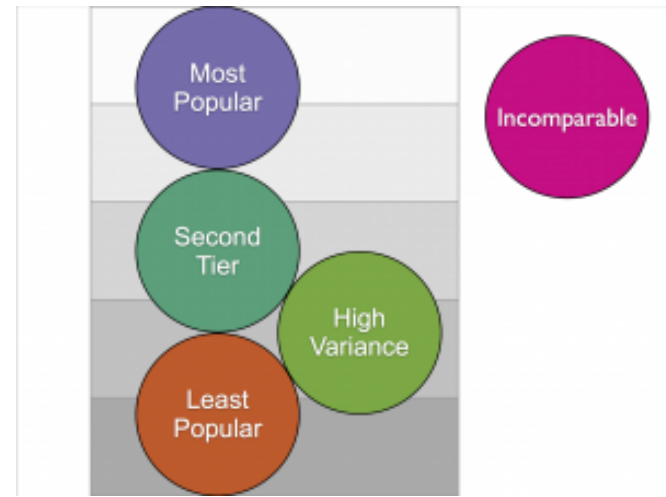 Most
Popular
Incomparable
Second
Tier
High
Variance
Least
Popular